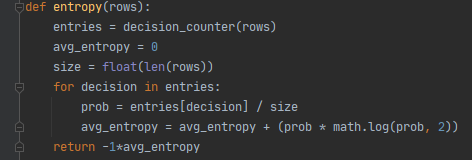 def entropy(rows):
    entries = decision_counter(rows)
    avg_entropy = 0
    size = float(len(rows))
    for decision in entries:
        prob = entries[decision] / size
        avg_entropy = avg_entropy + (prob * math.log(prob, 2))
    return -1*avg_entropy